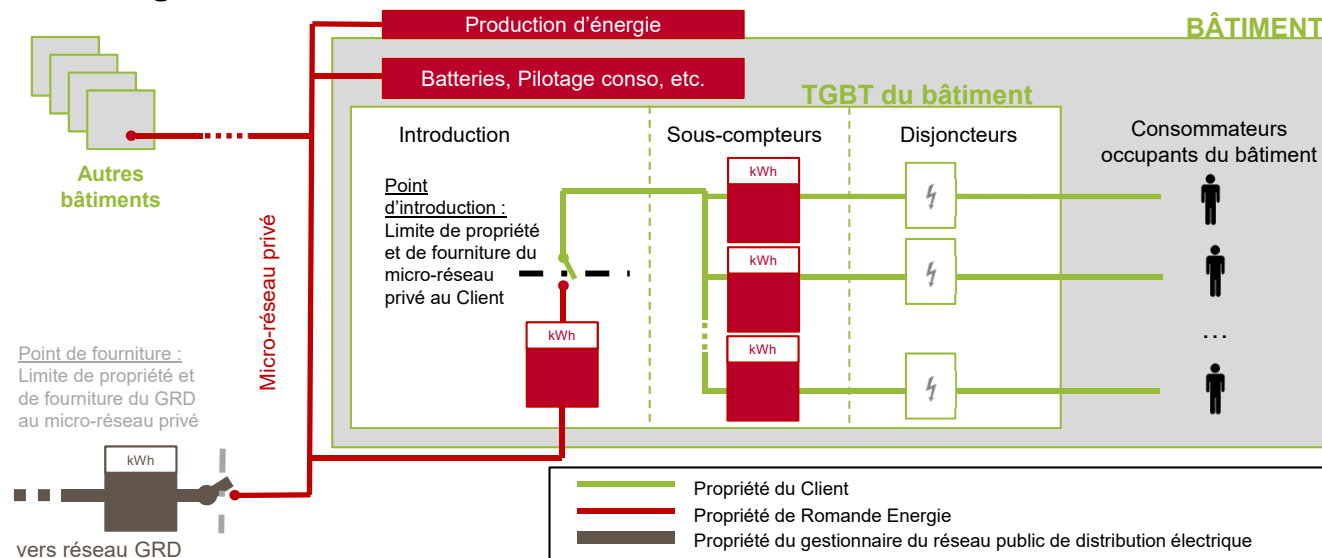 Production d'énergie
BÂTIMENT
Batteries, Pilotage conso, etc.
TGBT du bâtiment
Introduction
Sous-compteurs
Disjoncteurs
Consommateurs
occupants du bâtiment
Autres
bâtiments
Micro-réseau privé
Point
d'introduction :
Limite de propriété
et de fourniture du
micro-réseau
privé au Client
kWh
kWh
kWh
kWh
...
Point de fourniture :
Limite de propriété et
de fourniture du GRD
au micro-réseau privé
kWh
vers réseau GRD
Propriété du Client
Propriété de Romande Energie
Propriété du gestionnaire du réseau public de distribution électrique